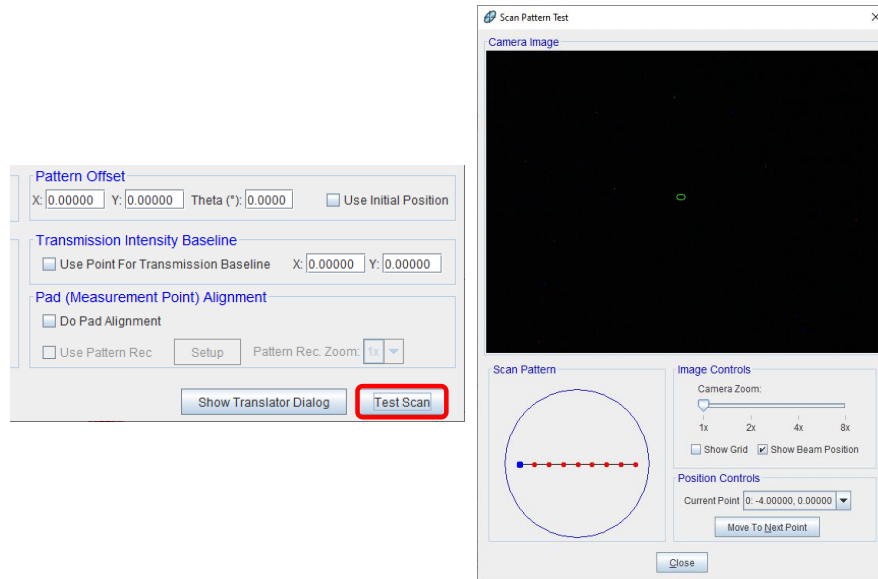 Pattern Offset
X: 0.00000 Y: 0.00000 Theta (°): 0.0000 Use Initial Position
Transmission Intensity Baseline
Use Point For Transmission Baseline X: 0.00000 Y: 0.00000
Pad (Measurement Point) Alignment
Do Pad Alignment
Use Pattern Rec Setup Pattern Rec. Zoom: 1x
Show Translator Dialog Test Scan
Scan Pattern Test
Camera Image
Scan Pattern
Image Controls
Camera Zoom:
1x 2x 4x 8x
Show Grid Show Beam Position
Position Controls
Current Point 0: -4.00000, 0.00000
Move To Next Point
Close